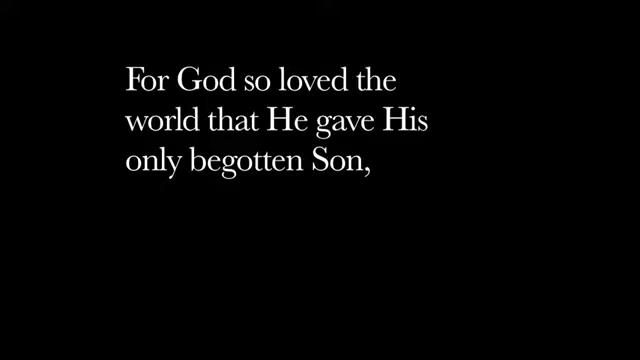 For God so loved the
world that He gave His
only begotten Son,